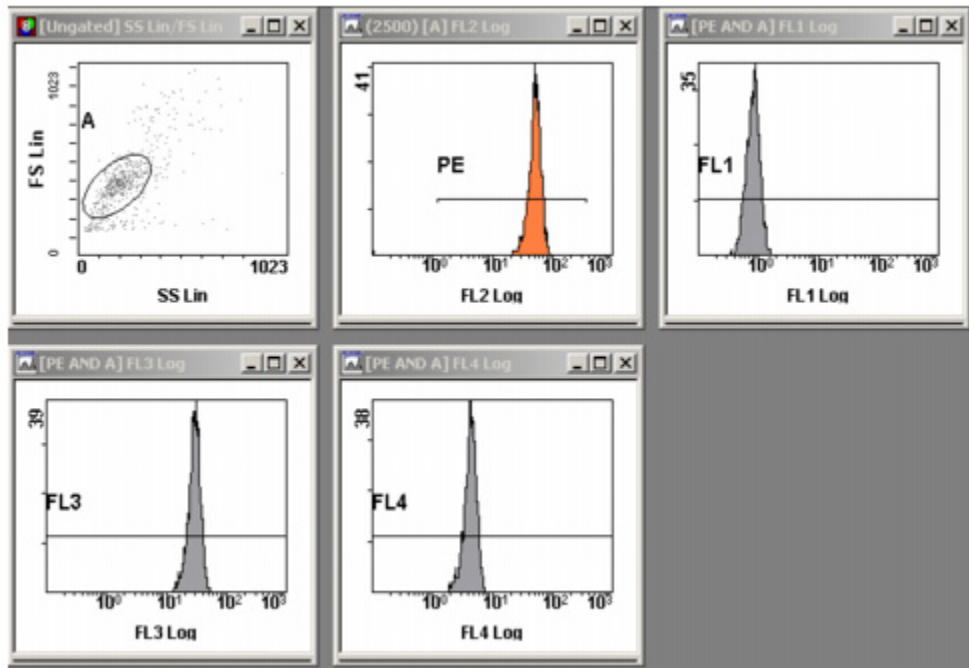 [Ungated] SS Lin/FS Lin
1023
A
FS Lin
0
0 1023
SS Lin
(2500) [A] FL2 Log
41
PE
10⁰ 10¹ 10² 10³
FL2 Log
[PE AND A] FL1 Log
35
FL1
10⁰ 10¹ 10² 10³
FL1 Log
[PE AND A] FL3 Log
39
FL3
10⁰ 10¹ 10² 10³
FL3 Log
[PE AND A] FL4 Log
38
FL4
10⁰ 10¹ 10² 10³
FL4 Log